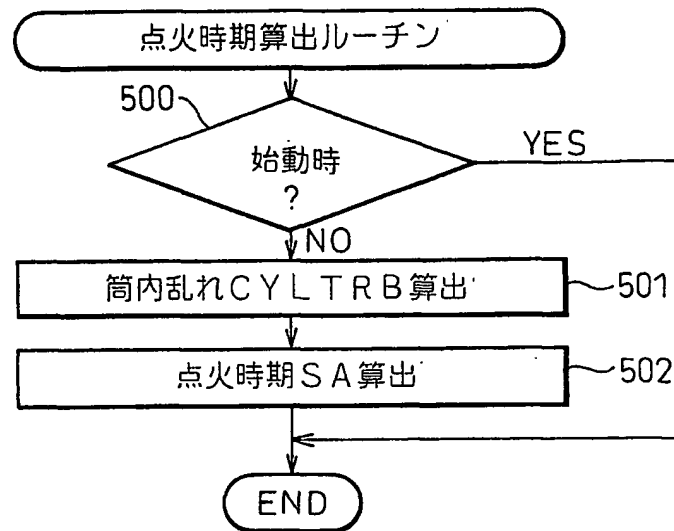 点火時期算出ルーチン
500
始動時
?
YES
NO
筒内乱れCYLTRB算出
501
点火時期SA算出
502
END